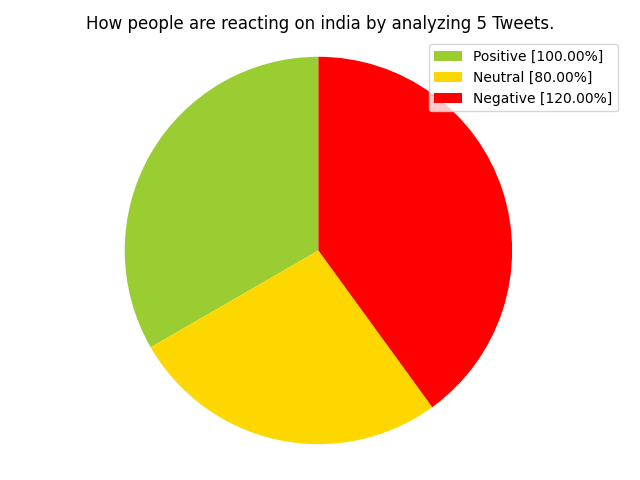 How people are reacting on india by analyzing 5 Tweets.
Positive [100.00%]
Neutral [80.00%]
Negative [120.00%]